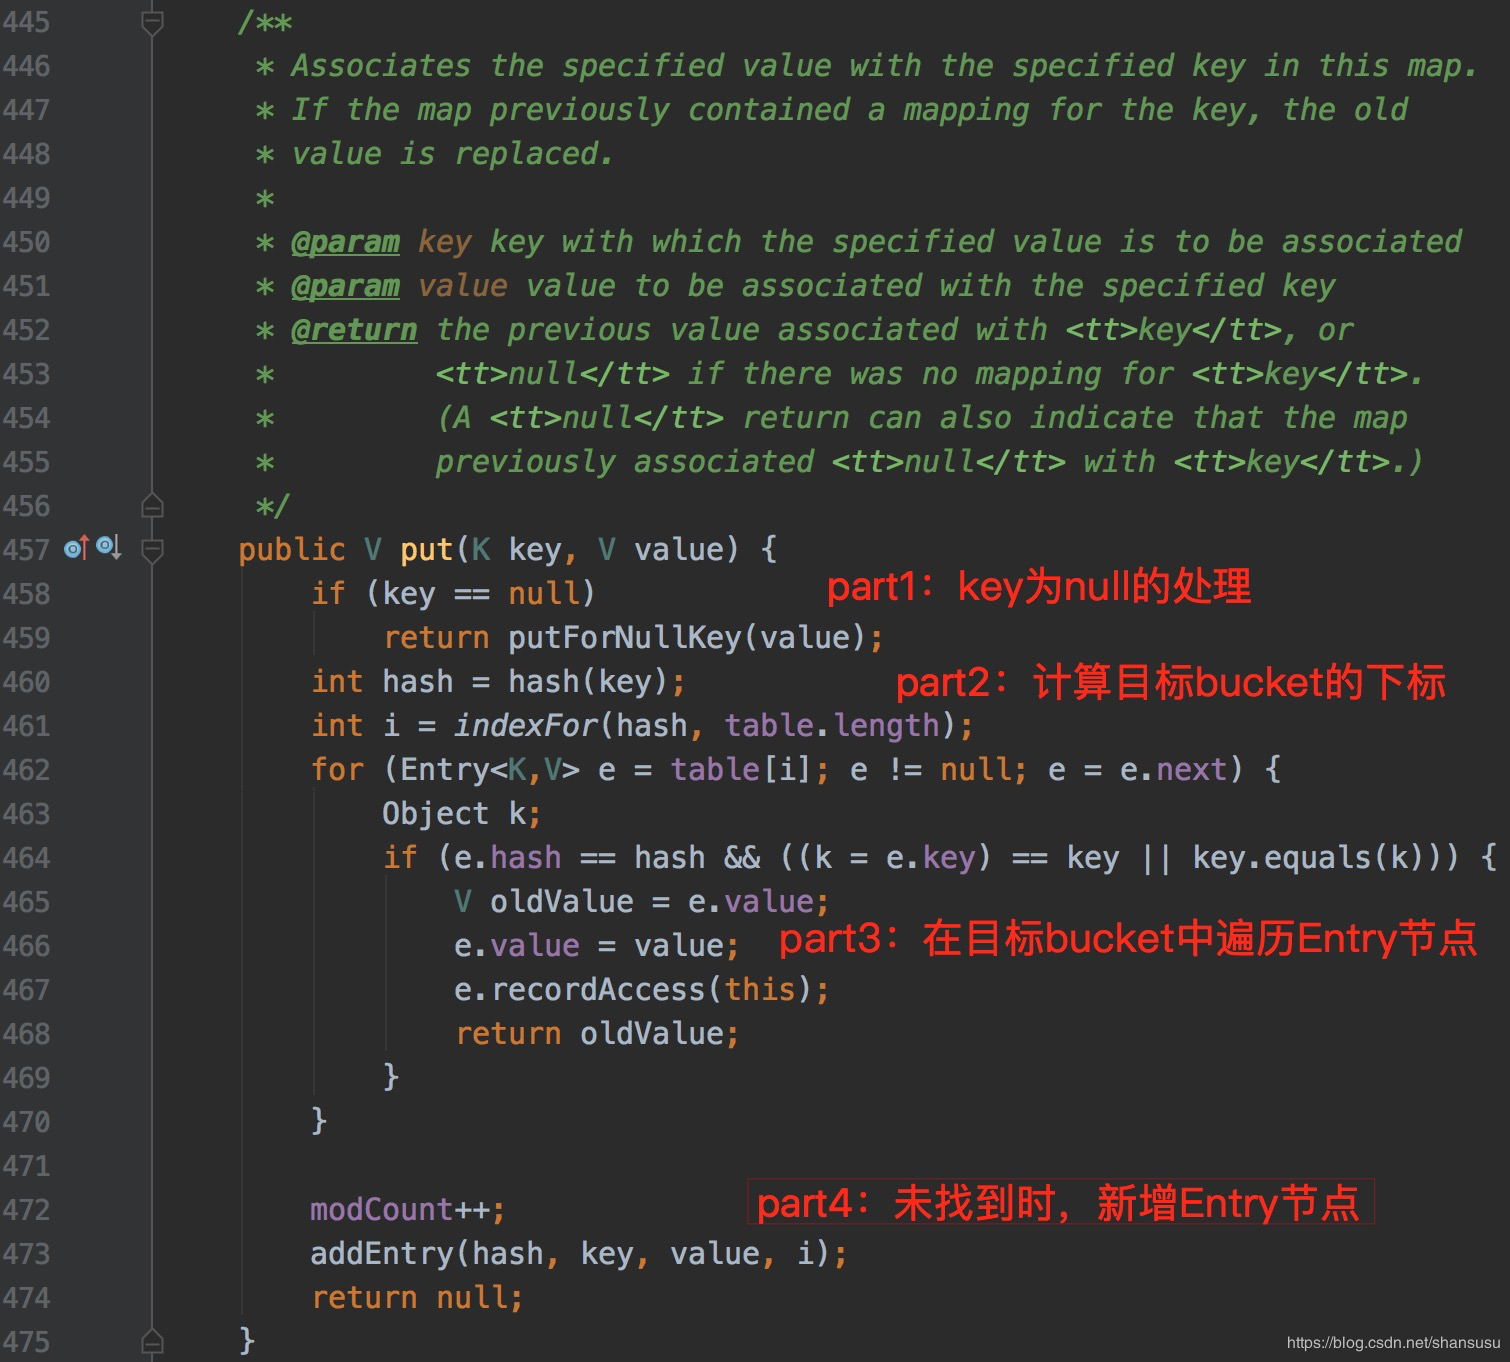 445 /**
446 * Associates the specified value with the specified key in this map.
447 * If the map previously contained a mapping for the key, the old
448 * value is replaced.
449 *
450 * @param key key with which the specified value is to be associated
451 * @param value value to be associated with the specified key
452 * @return the previous value associated with <tt>key</tt>, or
453 *         <tt>null</tt> if there was no mapping for <tt>key</tt>.
454 *         (A <tt>null</tt> return can also indicate that the map
455 *         previously associated <tt>null</tt> with <tt>key</tt>.)
456 */
457 public V put(K key, V value) {
458     if (key == null) part1：key为null的处理
459         return putForNullKey(value);
460     int hash = hash(key); part2：计算目标bucket的下标
461     int i = indexFor(hash, table.length);
462     for (Entry<K,V> e = table[i]; e != null; e = e.next) {
463         Object k;
464         if (e.hash == hash && ((k = e.key) == key || key.equals(k))) {
465             V oldValue = e.value;
466             e.value = value; part3：在目标bucket中遍历Entry节点
467             e.recordAccess(this);
468             return oldValue;
469         }
470     }
471
472     modCount++; part4：未找到时，新增Entry节点
473     addEntry(hash, key, value, i);
474     return null;
475 }
https://blog.csdn.net/shansusu